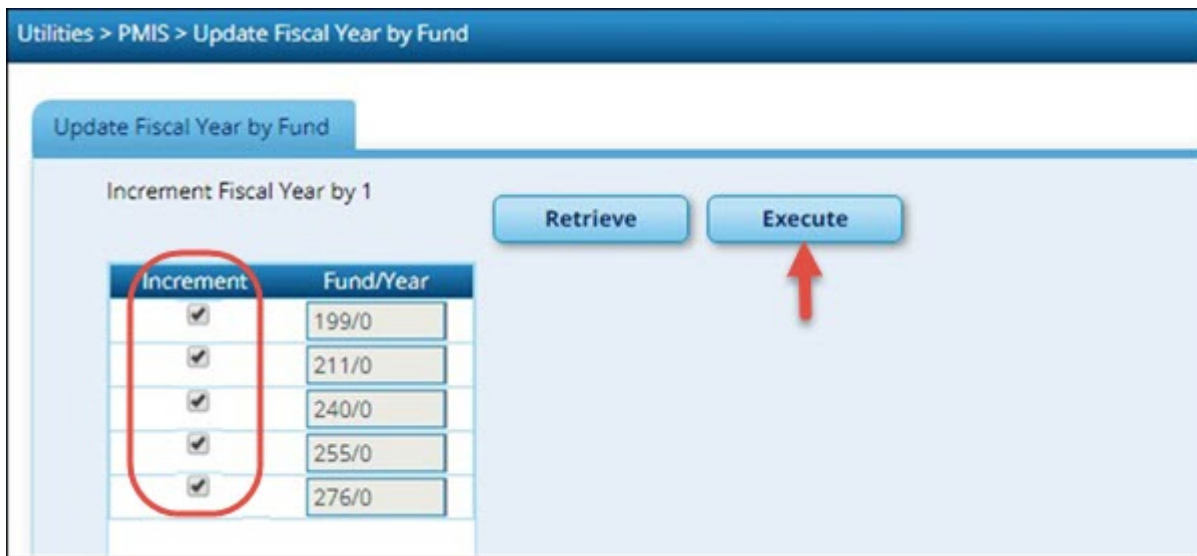 Utilities > PMIS > Update Fiscal Year by Fund
Update Fiscal Year by Fund
Increment Fiscal Year by 1
Retrieve Execute
Increment Fund/Year
199/0
211/0
240/0
255/0
276/0